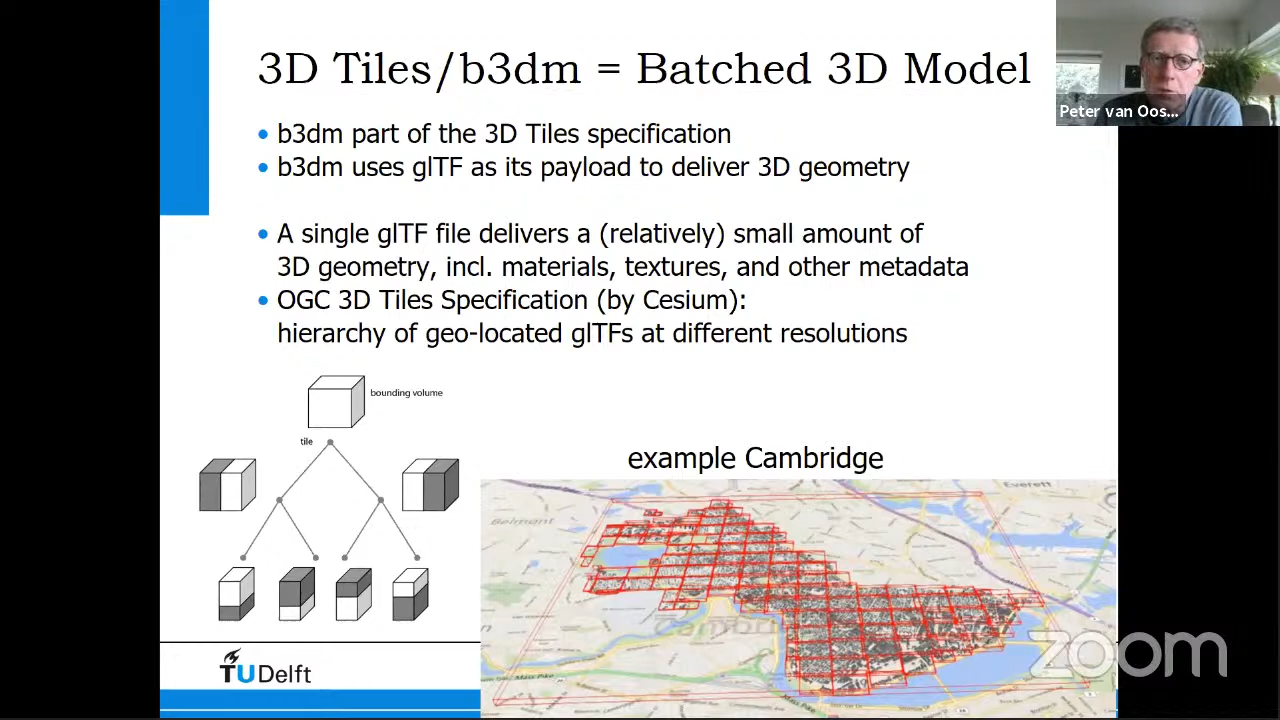 3D Tiles/b3dm = Batched 3D Model
Peter van Oos...
• b3dm part of the 3D Tiles specification
• b3dm uses glTF as its payload to deliver 3D geometry
• A single glTF file delivers a (relatively) small amount of
3D geometry, incl. materials, textures, and other metadata
• OGC 3D Tiles Specification (by Cesium):
hierarchy of geo-located glTFs at different resolutions
bounding volume
tile
example Cambridge
Everett
Belmont
Mass Pike
TUDelft
zoom